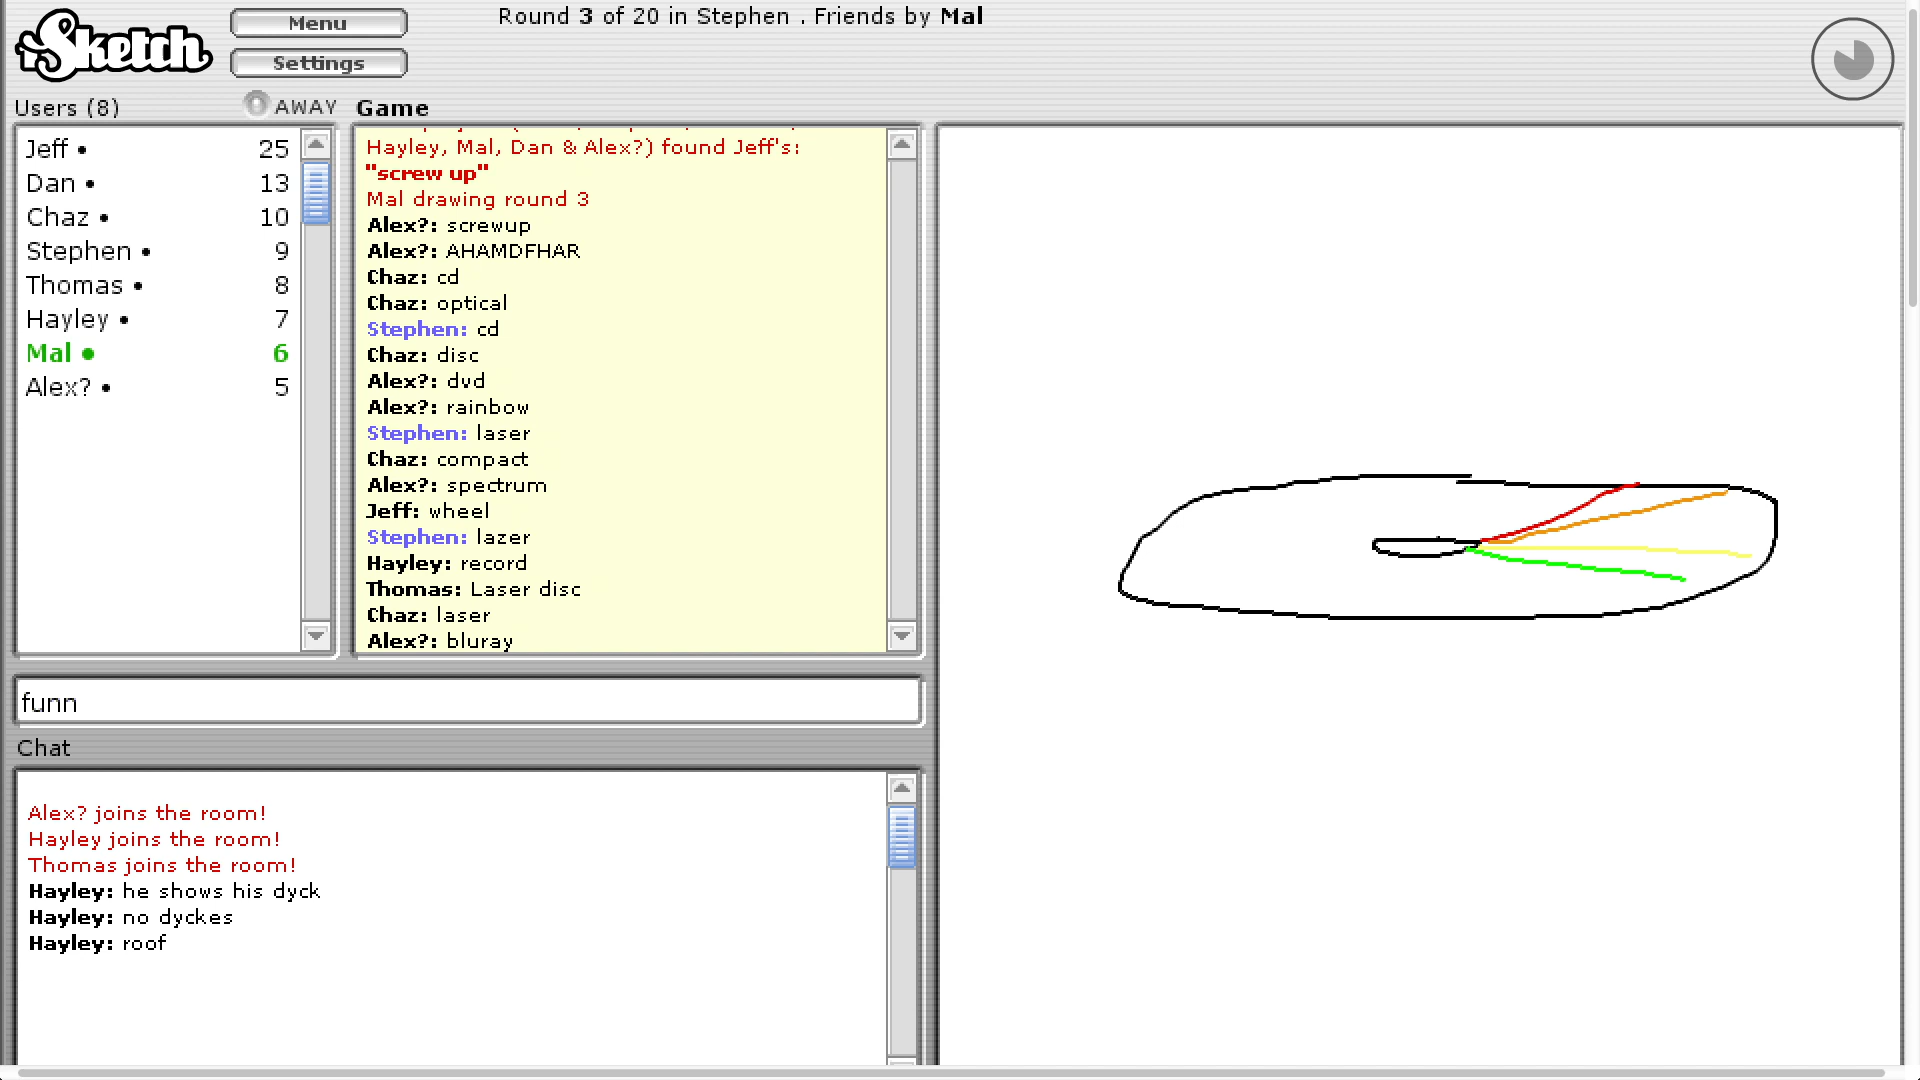 iSketch
Menu
Settings
Round 3 of 20 in Stephen . Friends by Mal
Users (8)
AWAY
Game
Jeff • 25
Dan • 13
Chaz • 10
Stephen • 9
Thomas • 8
Hayley • 7
Mal • 6
Alex? • 5
Hayley, Mal, Dan & Alex?) found Jeff's:
"screw up"
Mal drawing round 3
Alex?: screwup
Alex?: AHAMDFHAR
Chaz: cd
Chaz: optical
Stephen: cd
Chaz: disc
Alex?: dvd
Alex?: rainbow
Stephen: laser
Chaz: compact
Alex?: spectrum
Jeff: wheel
Stephen: lazer
Hayley: record
Thomas: Laser disc
Chaz: laser
Alex?: bluray
funn
Chat
Alex? joins the room!
Hayley joins the room!
Thomas joins the room!
Hayley: he shows his dyck
Hayley: no dyckes
Hayley: roof